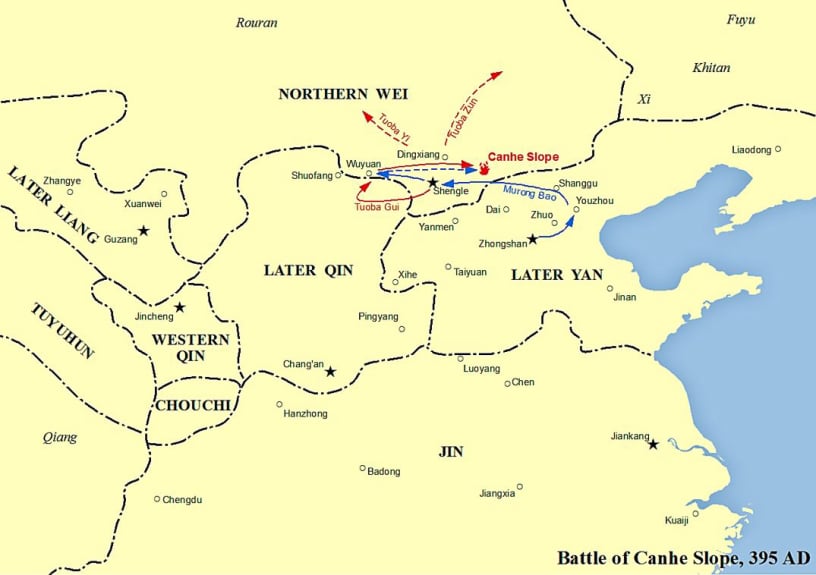 Rouran
Fuyu
Khitan
Xi
NORTHERN WEI
Tuoba Yi
Tuoba Zun
Canhe Slope
Dingxiang
Wuyuan
Shuofang
Shengle
Tuoba Gui
Murong Bao
Shanggu
Youzhou
Liaodong
LATER LIANG
Zhangye
Xuanwei
Guzang
Yanmen
Dai
Zhuo
Zhongshan
LATER QIN
Xihe
Taiyuan
LATER YAN
Jinan
TUYUHUN
Jincheng
WESTERN
QIN
Pingyang
Chang'an
Luoyang
Chen
CHOUCHI
Hanzhong
Qiang
JIN
Jiankang
Badong
Jiangxia
Chengdu
Kuaiji
Battle of Canhe Slope, 395 AD